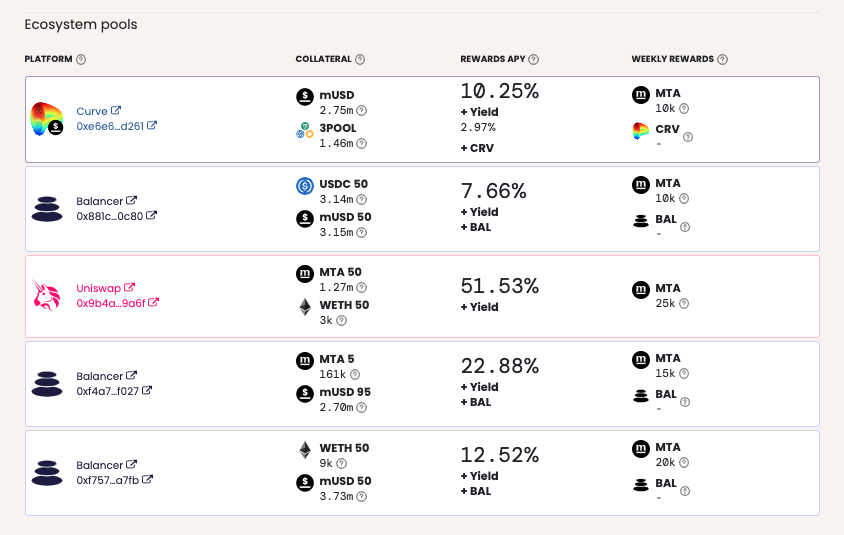 Ecosystem pools
PLATFORM COLLATERAL REWARDS APY WEEKLY REWARDS
Curve
0xe6e6...d261
mUSD
2.75m
3POOL
1.46m
10.25%
+ Yield
2.97%
+ CRV
MTA
10k
CRV
-
Balancer
0x881c...0c80
USDC 50
3.14m
mUSD 50
3.15m
7.66%
+ Yield
+ BAL
MTA
10k
BAL
-
Uniswap
0x9b4a...9a6f
MTA 50
1.27m
WETH 50
3k
51.53%
+ Yield
MTA
25k
Balancer
0xf4a7...f027
MTA 5
161k
mUSD 95
2.70m
22.88%
+ Yield
+ BAL
MTA
15k
BAL
-
Balancer
0xf757...a7fb
WETH 50
9k
mUSD 50
3.73m
12.52%
+ Yield
+ BAL
MTA
20k
BAL
-